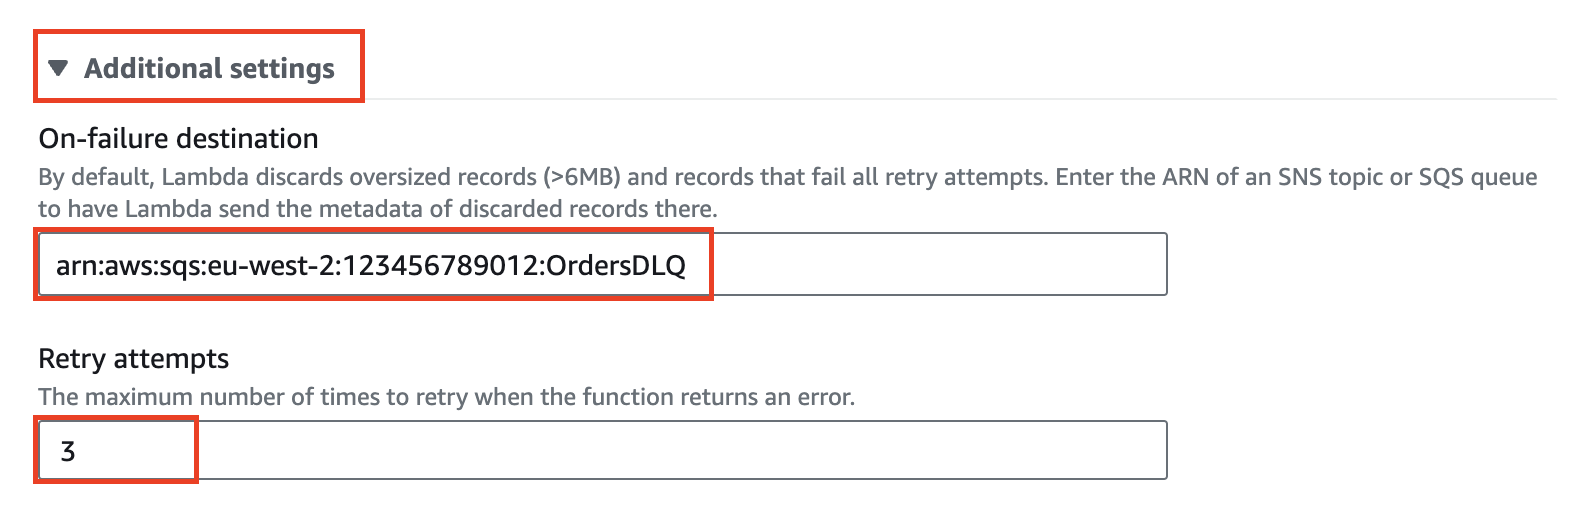 Additional settings
On-failure destination
By default, Lambda discards oversized records (>6MB) and records that fail all retry attempts. Enter the ARN of an SNS topic or SQS queue
to have Lambda send the metadata of discarded records there.
arn:aws:sqs:eu-west-2:123456789012:OrdersDLQ
Retry attempts
The maximum number of times to retry when the function returns an error.
3